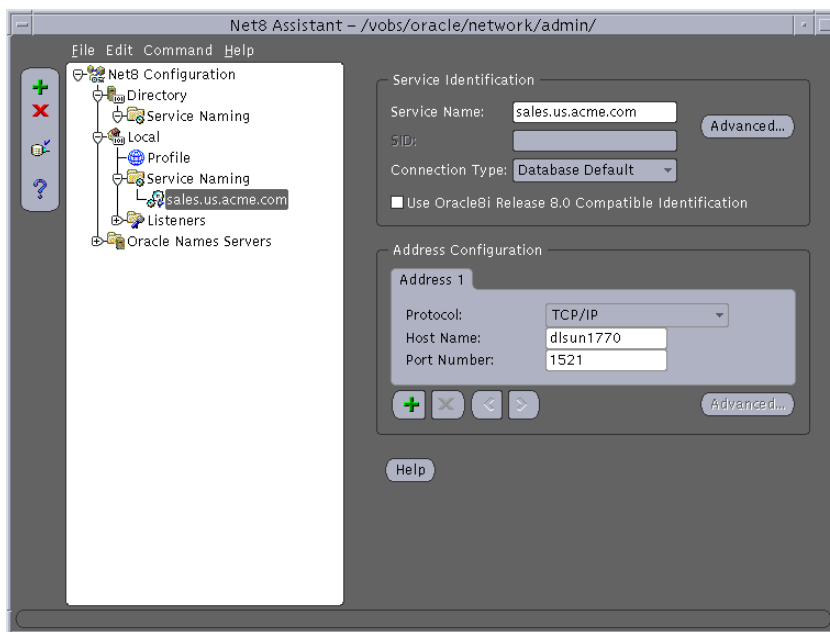 Net8 Assistant – /vobs/oracle/network/admin/
File Edit Command Help
Net8 Configuration
Directory
Service Naming
Local
Profile
Service Naming
sales.us.acme.com
Listeners
Oracle Names Servers
Service Identification
Service Name: sales.us.acme.com
Advanced...
SID:
Connection Type: Database Default
Use Oracle8i Release 8.0 Compatible Identification
Address Configuration
Address 1
Protocol: TCP/IP
Host Name: dlsun1770
Port Number: 1521
Advanced...
Help